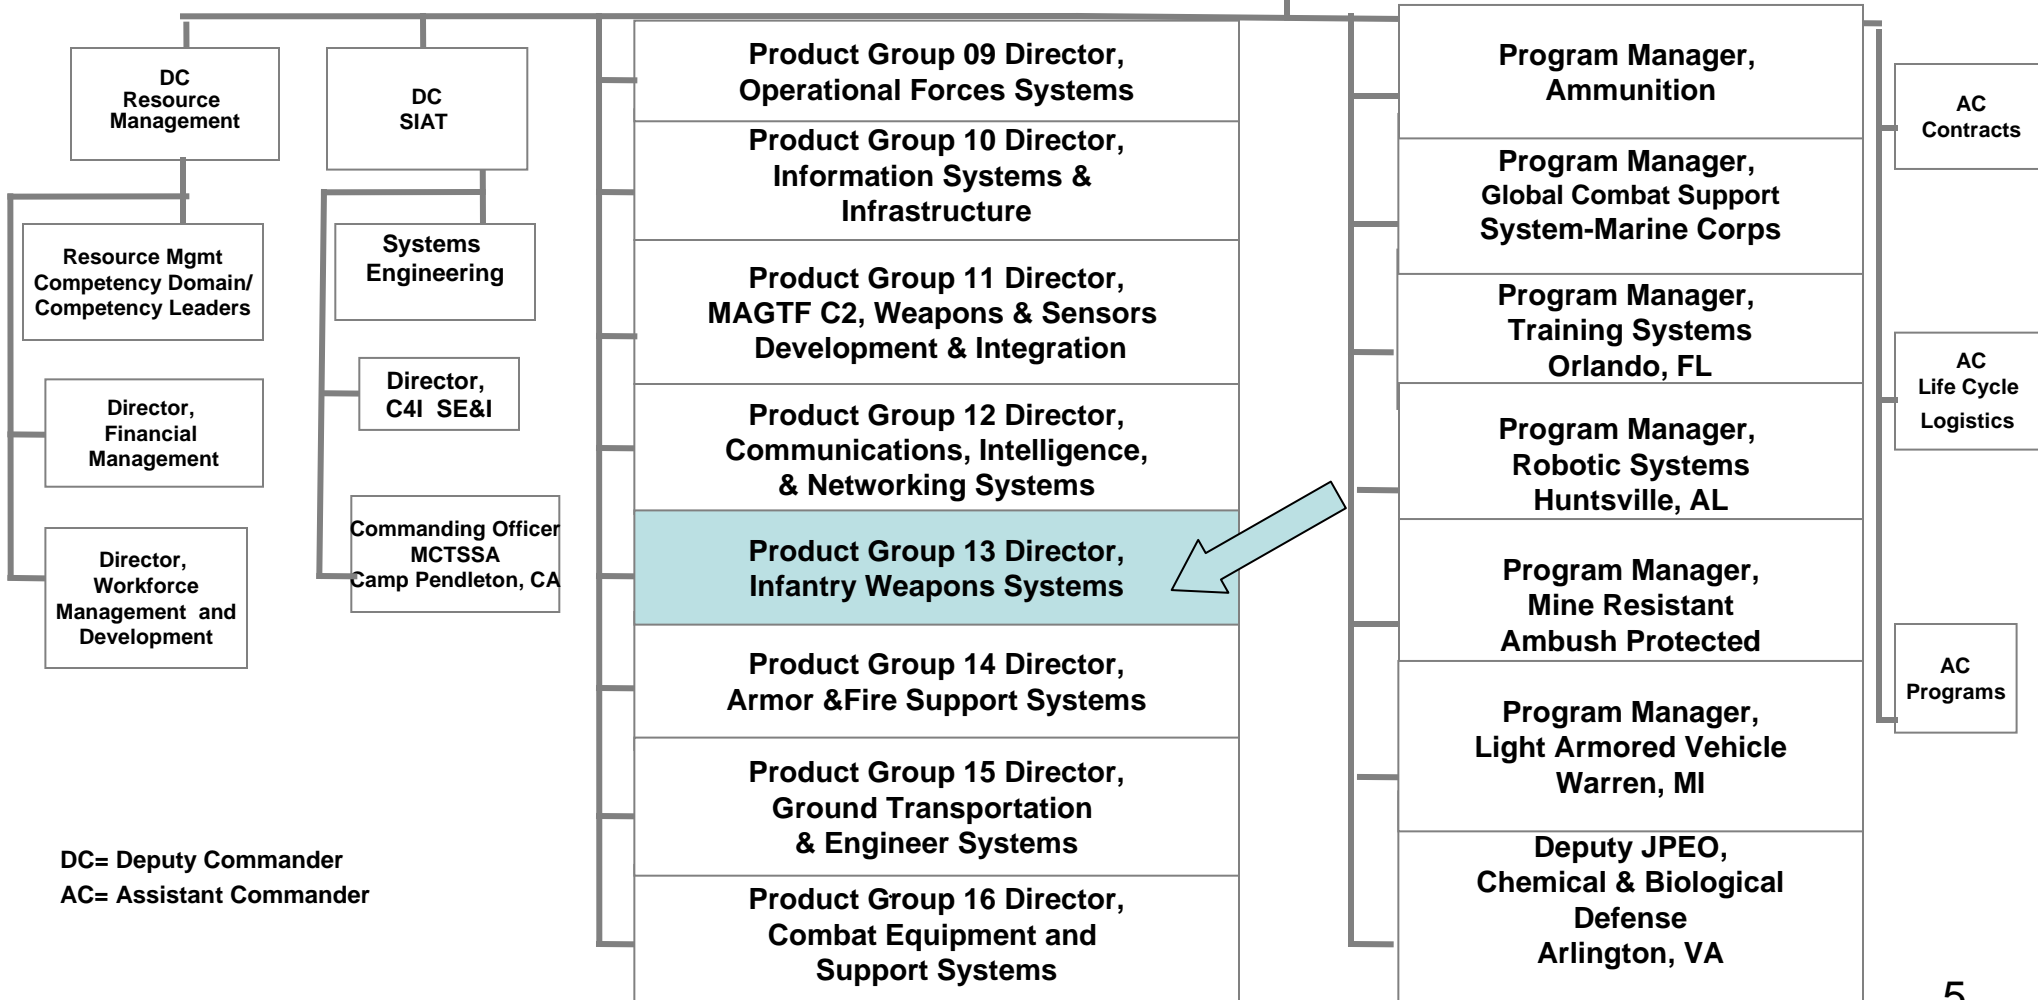 DC
Resource
Management
DC
SIAT
Resource Mgmt
Competency Domain/
Competency Leaders
Director,
Financial
Management
Director,
Workforce
Management and
Development
Systems
Engineering
Director,
C4I SE&I
Commanding Officer
MCTSSA
Camp Pendleton, CA
Product Group 09 Director,
Operational Forces Systems
Product Group 10 Director,
Information Systems &
Infrastructure
Product Group 11 Director,
MAGTF C2, Weapons & Sensors
Development & Integration
Product Group 12 Director,
Communications, Intelligence,
& Networking Systems
Product Group 13 Director,
Infantry Weapons Systems
Product Group 14 Director,
Armor &Fire Support Systems
Product Group 15 Director,
Ground Transportation
& Engineer Systems
Product Group 16 Director,
Combat Equipment and
Support Systems
Program Manager,
Ammunition
Program Manager,
Global Combat Support
System-Marine Corps
Program Manager,
Training Systems
Orlando, FL
Program Manager,
Robotic Systems
Huntsville, AL
Program Manager,
Mine Resistant
Ambush Protected
Program Manager,
Light Armored Vehicle
Warren, MI
Deputy JPEO,
Chemical & Biological
Defense
Arlington, VA
AC
Contracts
AC
Life Cycle
Logistics
AC
Programs
DC= Deputy Commander
AC= Assistant Commander
5